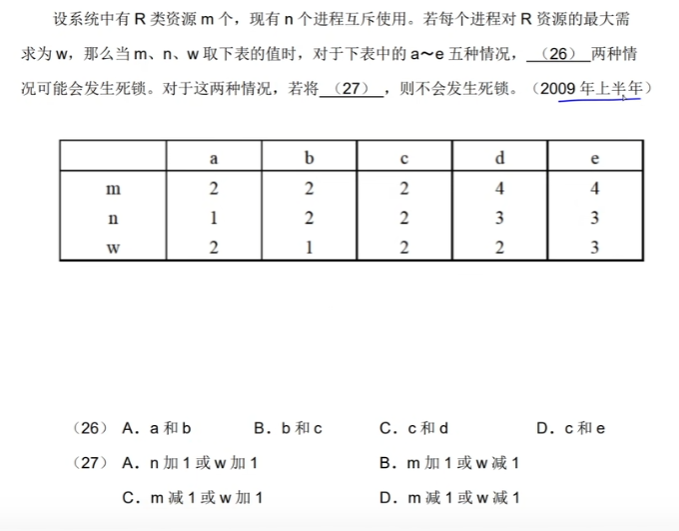 设系统中有 R 类资源 m 个，现有 n 个进程互斥使用。若每个进程对 R 资源的最大需
求为 w，那么当 m、n、w 取下表的值时，对于下表中的 a～e 五种情况，（26）两种情
况可能会发生死锁。对于这两种情况，若将（27），则不会发生死锁。（2009 年上半年）
a b c d e
m 2 2 2 4 4
n 1 2 2 3 3
w 2 1 2 2 3
（26） A．a 和 b B．b 和 c C．c 和 d D．c 和 e
（27） A．n 加 1 或 w 加 1 B．m 加 1 或 w 减 1
C．m 减 1 或 w 加 1 D．m 减 1 或 w 减 1